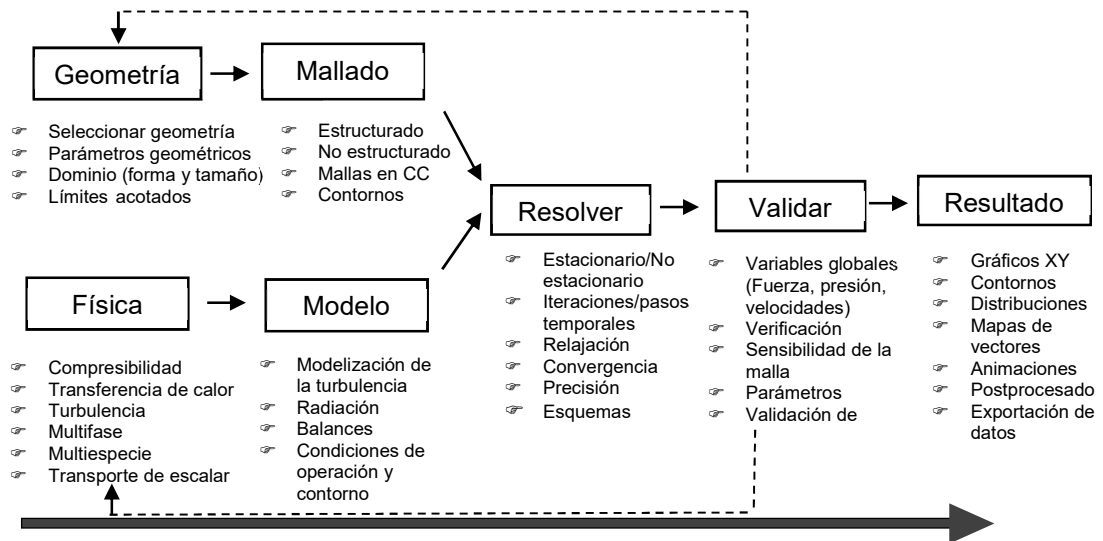 Geometría
Seleccionar geometría
Parámetros geométricos
Dominio (forma y tamaño)
Límites acotados
Mallado
Estructurado
No estructurado
Mallas en CC
Contornos
Física
Compresibilidad
Transferencia de calor
Turbulencia
Multifase
Multiespecie
Transporte de escalar
Modelo
Modelización de
la turbulencia
Radiación
Balances
Condiciones de
operación y
contorno
Resolver
Estacionario/No
estacionario
Iteraciones/pasos
temporales
Relajación
Convergencia
Precisión
Esquemas
Validar
Variables globales
(Fuerza, presión,
velocidades)
Verificación
Sensibilidad de la
malla
Parámetros
Validación de
Resultado
Gráficos XY
Contornos
Distribuciones
Mapas de
vectores
Animaciones
Postprocesado
Exportación de
datos